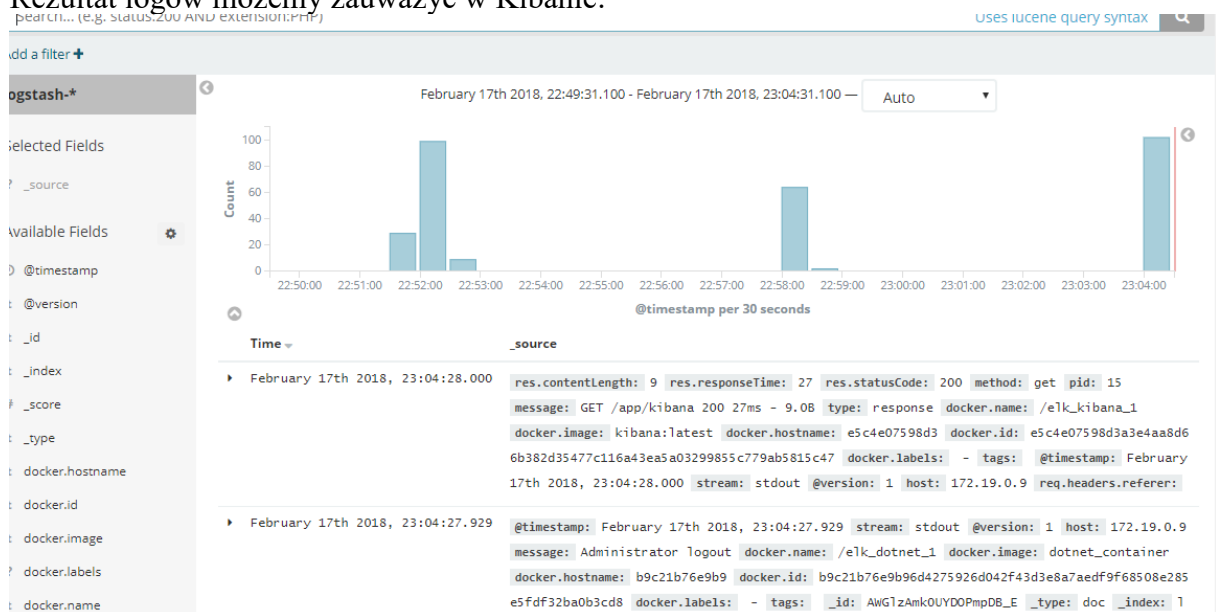 Rezultat logów możemy zauważyć w Kibanie:
Search... (e.g. status:200 AND extension:PHP) Uses lucene query syntax
Add a filter +
ogstash-*
February 17th 2018, 22:49:31.100 - February 17th 2018, 23:04:31.100 — Auto
Selected Fields
? _source
Available Fields
@timestamp
t @version
t _id
t _index
# _score
t _type
t docker.hostname
t docker.id
t docker.image
? docker.labels
t docker.name
Count
100
80
60
40
20
0
22:50:00 22:51:00 22:52:00 22:53:00 22:54:00 22:55:00 22:56:00 22:57:00 22:58:00 22:59:00 23:00:00 23:01:00 23:02:00 23:03:00 23:04:00
@timestamp per 30 seconds
Time _source
February 17th 2018, 23:04:28.000 res.contentLength: 9 res.responseTime: 27 res.statusCode: 200 method: get pid: 15
message: GET /app/kibana 200 27ms - 9.0B type: response docker.name: /elk_kibana_1
docker.image: kibana:latest docker.hostname: e5c4e07598d3 docker.id: e5c4e07598d3a3e4aa8d6
6b382d35477c116a43ea5a03299855c779ab5815c47 docker.labels: - tags: @timestamp: February
17th 2018, 23:04:28.000 stream: stdout @version: 1 host: 172.19.0.9 req.headers.referer:
February 17th 2018, 23:04:27.929 @timestamp: February 17th 2018, 23:04:27.929 stream: stdout @version: 1 host: 172.19.0.9
message: Administrator logout docker.name: /elk_dotnet_1 docker.image: dotnet_container
docker.hostname: b9c21b76e9b9 docker.id: b9c21b76e9b96d4275926d042f43d3e8a7aedf9f68508e285
e5fdf32ba0b3cd8 docker.labels: - tags: _id: AWGlzAmkOUYDOPmpDB_E _type: doc _index: l